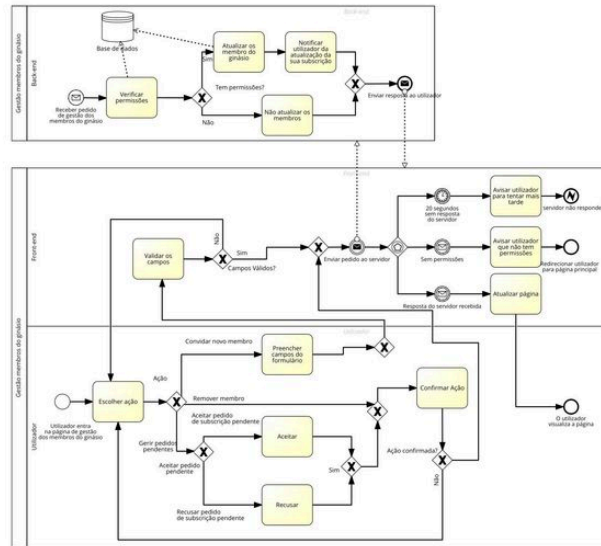 Gestão membros do ginásio
Back-end
Back-end
Base de dados
Receber pedido
de gestão dos
membros do ginásio
Verificar
permissões
Sim
Tem permissões?
Não
Atualizar os
membro do
ginásio
Notificar
utilizador da
atualização da
sua subscrição
Não atualizar os
membros
Enviar resposta ao utilizador
Gestão membros do ginásio
Front-end
Front-end
Validar os
campos
Não
Sim
Campos Válidos?
Enviar pedido ao servidor
20 segundos
sem resposta
do servidor
Avisar utilizador
para tentar mais
tarde
servidor não responde
Sem permissões
Avisar utilizador
que não tem
permissões
Redirecionar utilizador
para página principal
Resposta do servidor recebida
Atualizar página
O utilizador
visualiza a página
Utilizador
Utilizador
Utilizador entra
na página de gestão
dos membros do ginásio
Escolher ação
Ação
Convidar novo membro
Preencher
campos do
formulário
Remover membro
Aceitar pedido
de subscrição pendente
Gerir pedidos
pendentes
Aceitar pedido
pendente
Aceitar
Recusar pedido
de subscrição pendente
Recusar
Sim
Confirmar Ação
Ação confirmada?
Não